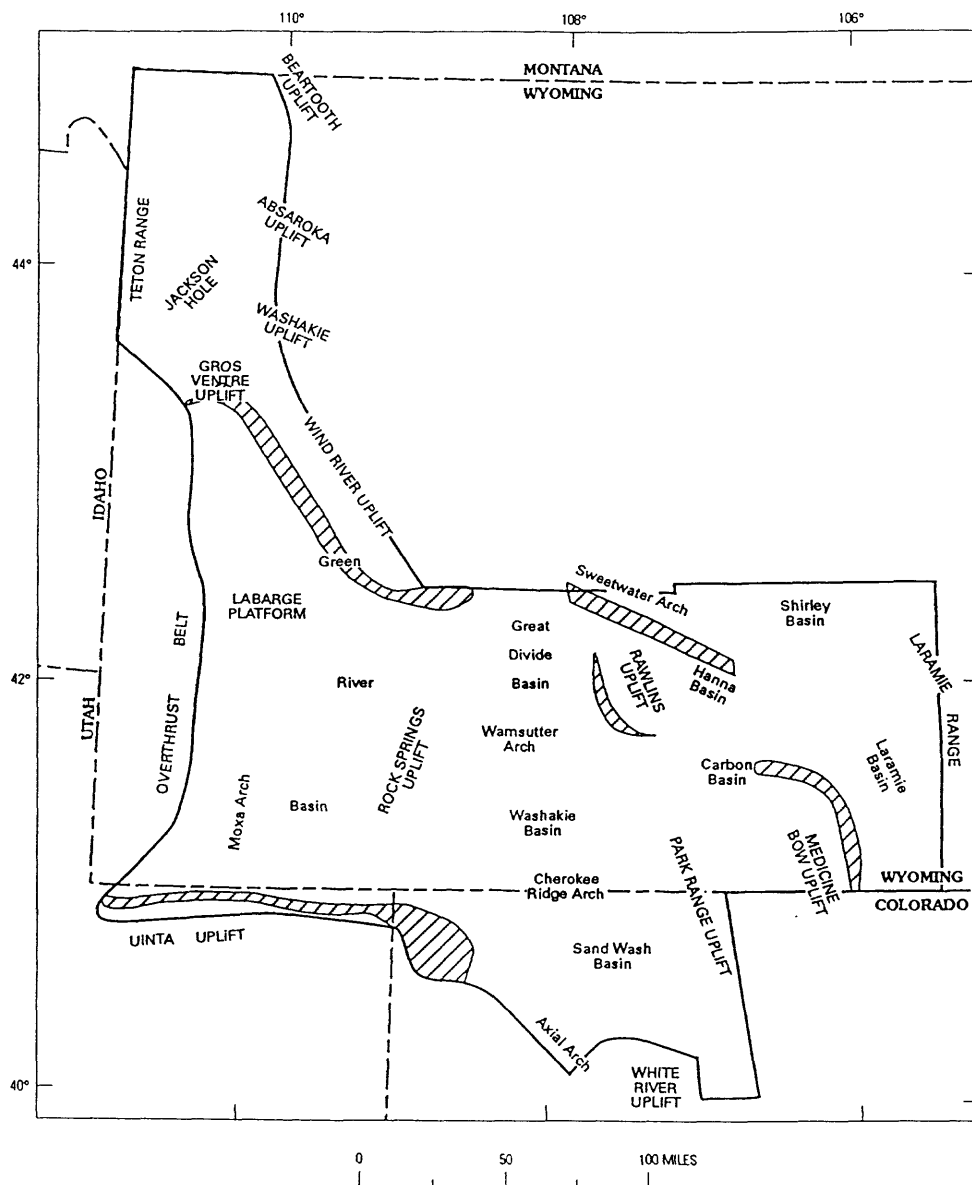 110°
108°
106°
MONTANA
WYOMING
BEARTOOTH
UPLIFT
ABSAROKA
UPLIFT
TETON RANGE
44°
JACKSON
HOLE
WASHAKIE
UPLIFT
GROS
VENTRE
UPLIFT
WIND RIVER UPLIFT
IDAHO
Green
Sweetwater Arch
LABARGE
PLATFORM
Shirley
Basin
BELT
Great
Divide
Basin
RAWLINS
UPLIFT
Hanna
Basin
LARAMIE
RANGE
42°
River
UTAH
OVERTHRUST
ROCK SPRINGS
UPLIFT
Wamsutter
Arch
Carbon
Basin
Laramie
Basin
Moxa Arch
Basin
Washakie
Basin
PARK RANGE UPLIFT
MEDICINE
BOW UPLIFT
Cherokee
Ridge Arch
WYOMING
COLORADO
UINTA UPLIFT
Sand Wash
Basin
Axial Arch
WHITE
RIVER
UPLIFT
40°
0 50 100 MILES